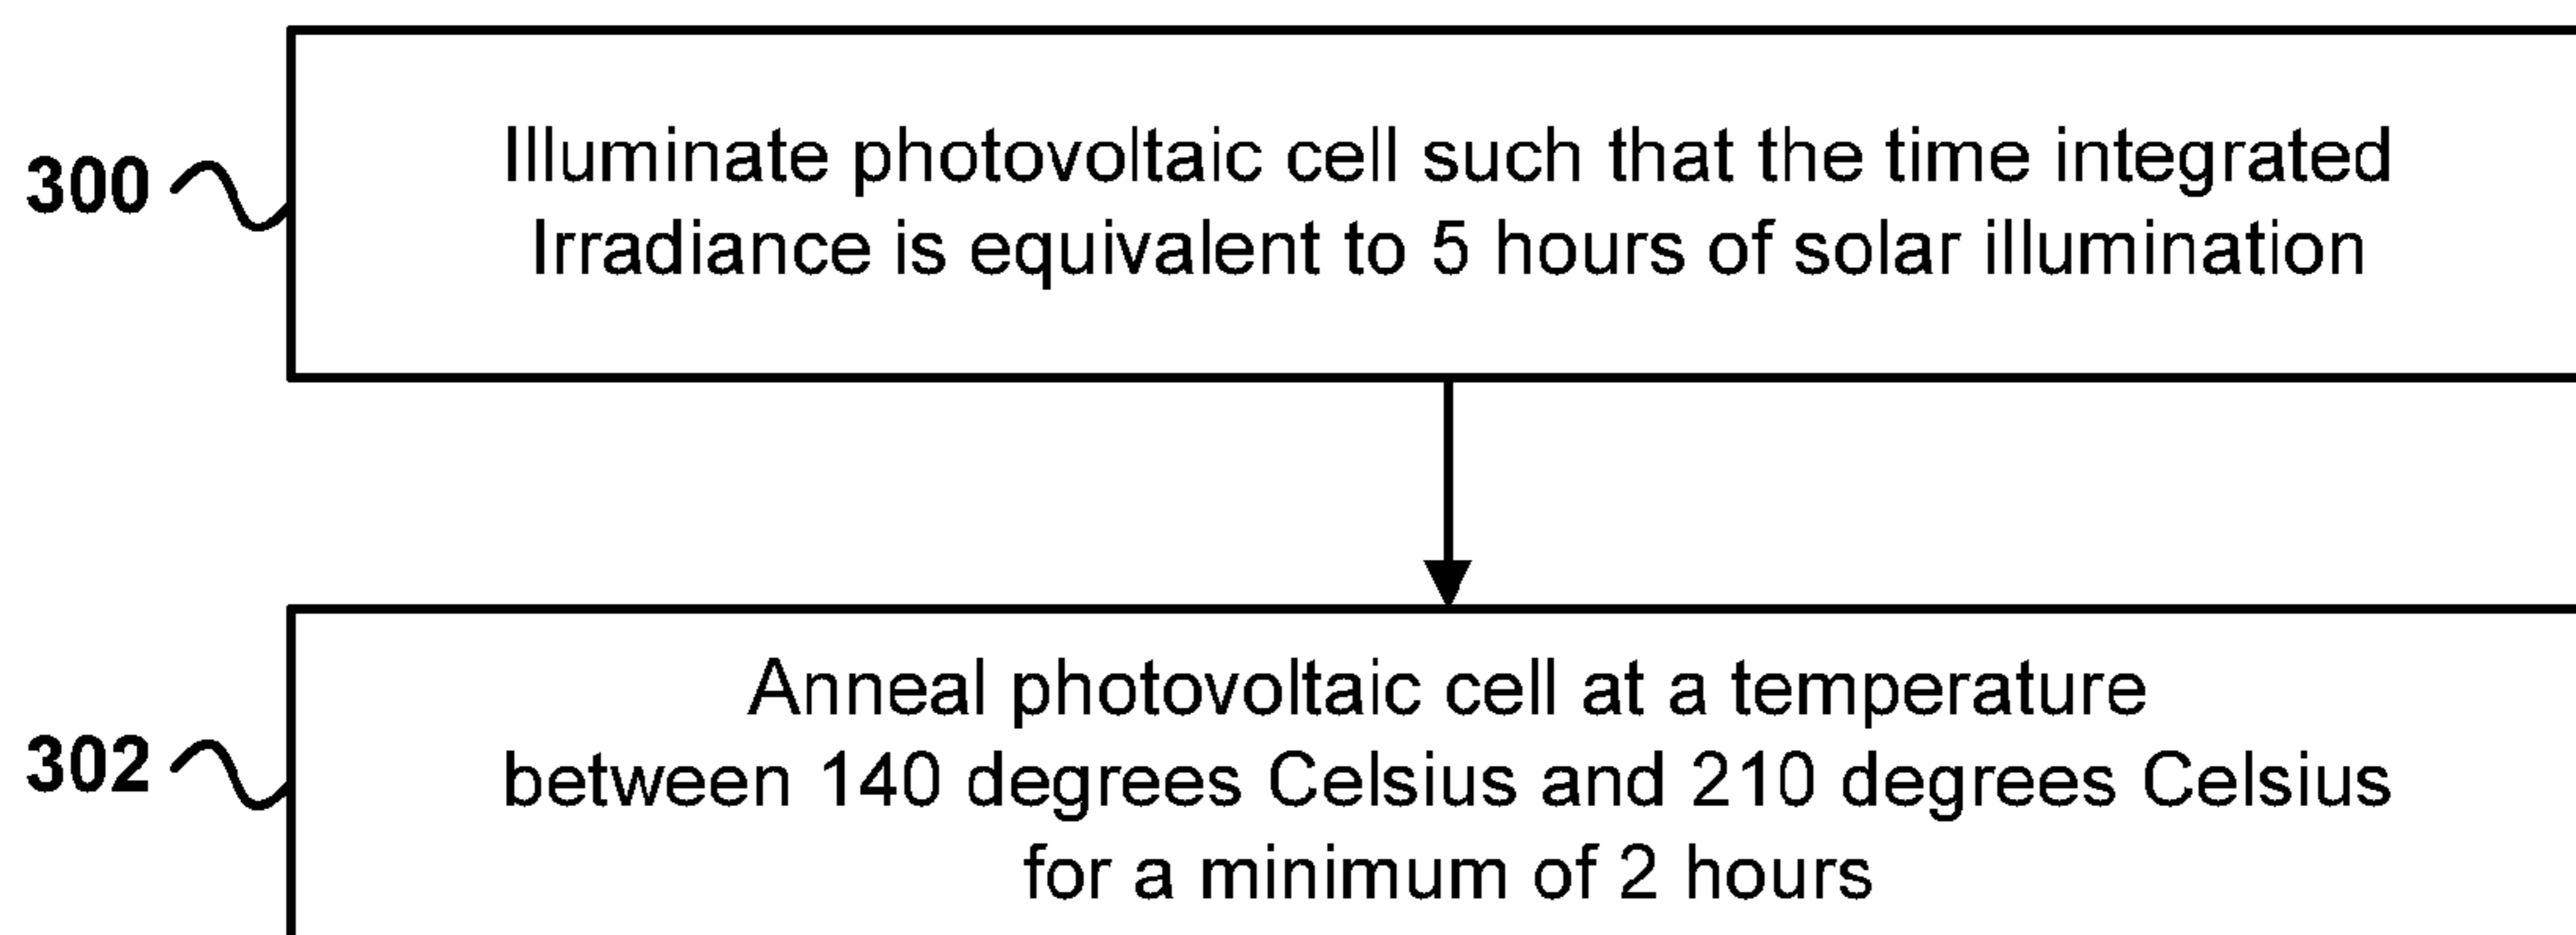 300
Illuminate photovoltaic cell such that the time integrated
Irradiance is equivalent to 5 hours of solar illumination
302
Anneal photovoltaic cell at a temperature
between 140 degrees Celsius and 210 degrees Celsius
for a minimum of 2 hours